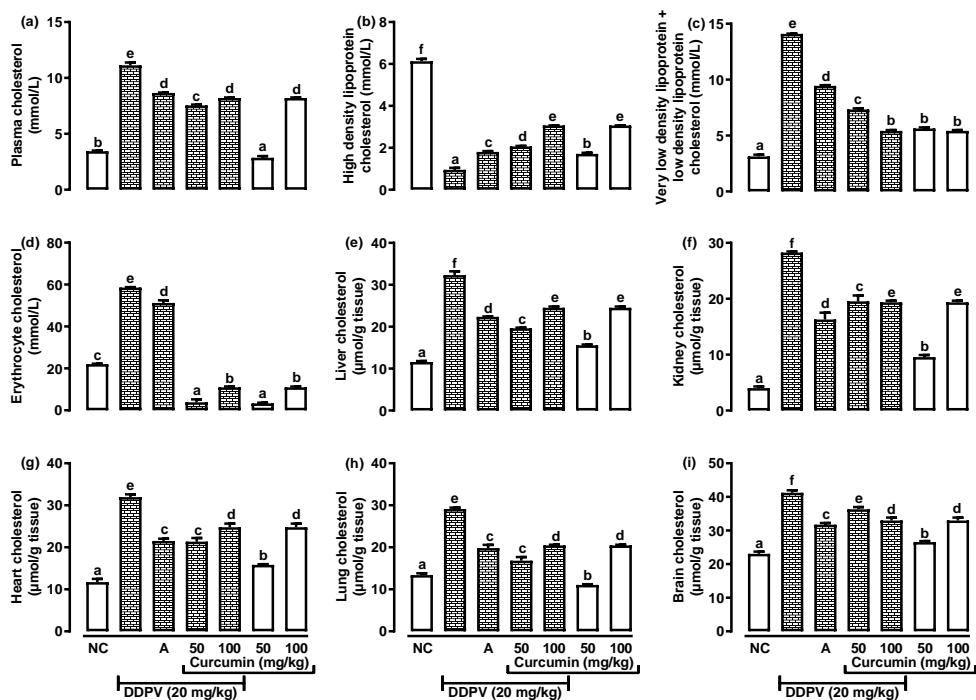 (a)
Plasma cholesterol
(mmol/L)
15
10
5
0
b
e
d
c
d
a
d
(b)
High density lipoprotein
cholesterol (mmol/L)
8
6
4
2
0
f
a
c
d
e
b
e
(c)
Very low density lipoprotein +
low density lipoprotein
cholesterol (mmol/L)
15
10
5
0
a
e
d
c
b
b
b
(d)
Erythrocyte cholesterol
(mmol/L)
80
60
40
20
0
c
e
d
a
b
a
b
(e)
Liver cholesterol
(µmol/g tissue)
40
30
20
10
0
a
f
d
c
e
b
e
(f)
Kidney cholesterol
(µmol/g tissue)
30
20
10
0
a
f
d
c
e
b
e
(g)
Heart cholesterol
(µmol/g tissue)
40
30
20
10
0
a
e
c
c
d
b
d
NC
A
50
100
50
100
Curcumin (mg/kg)
DDPV (20 mg/kg)
(h)
Lung cholesterol
(µmol/g tissue)
40
30
20
10
0
a
e
c
c
d
b
d
NC
A
50
100
50
100
Curcumin (mg/kg)
DDPV (20 mg/kg)
(i)
Brain cholesterol
(µmol/g tissue)
50
40
30
20
10
0
a
f
c
e
d
b
d
NC
A
50
100
50
100
Curcumin (mg/kg)
DDPV (20 mg/kg)